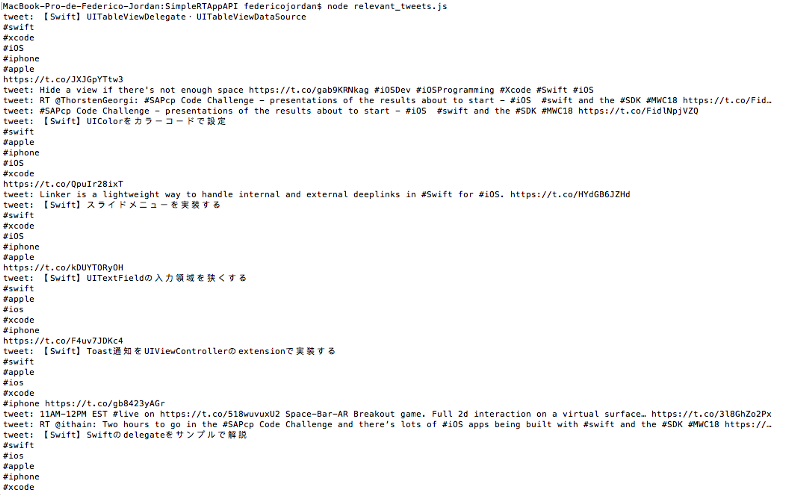 MacBook-Pro-de-Federico-Jordan:SimpleRTAppAPI federicojordan$ node relevant_tweets.js
tweet: 【Swift】UITableViewDelegate・UITableViewDataSource
#swift
#xcode
#iOS
#iphone
#apple
https://t.co/JXJGpYTtw3
tweet: Hide a view if there's not enough space https://t.co/gab9KRNkag #iOSDev #iOSProgramming #Xcode #Swift #iOS
tweet: RT @ThorstenGeorgi: #SAPcp Code Challenge – presentations of the results about to start – #iOS  #swift and the #SDK #MWC18 https://t.co/Fid…
tweet: #SAPcp Code Challenge – presentations of the results about to start – #iOS  #swift and the #SDK #MWC18 https://t.co/FidlNpjVZQ
tweet: 【Swift】UIColorをカラーコードで設定
#swift
#apple
#iphone
#iOS
#xcode
https://t.co/QpuIr28ixT
tweet: Linker is a lightweight way to handle internal and external deeplinks in #Swift for #iOS. https://t.co/HYdGB6JZHd
tweet: 【Swift】スライドメニューを実装する
#swift
#xcode
#iOS
#iphone
#apple
https://t.co/kDUYT0RyOH
tweet: 【Swift】UITextFieldの入力領域を狭くする
#swift
#apple
#ios
#xcode
#iphone
https://t.co/F4uv7JDKc4
tweet: 【Swift】Toast通知をUIViewControllerのextensionで実装する
#swift
#apple
#ios
#xcode
#iphone https://t.co/gb8423yAGr
tweet: 11AM-12PM EST #live on https://t.co/518wuvuxU2 Space-Bar-AR Breakout game. Full 2d interaction on a virtual surface… https://t.co/3l8GhZo2Px
tweet: RT @ithain: Two hours to go in the #SAPcp Code Challenge and there's lots of #iOS apps being built with #swift and the #SDK #MWC18 https://…
tweet: 【Swift】Swiftのdelegateをサンプルで解説
#swift
#ios
#apple
#iphone
#xcode